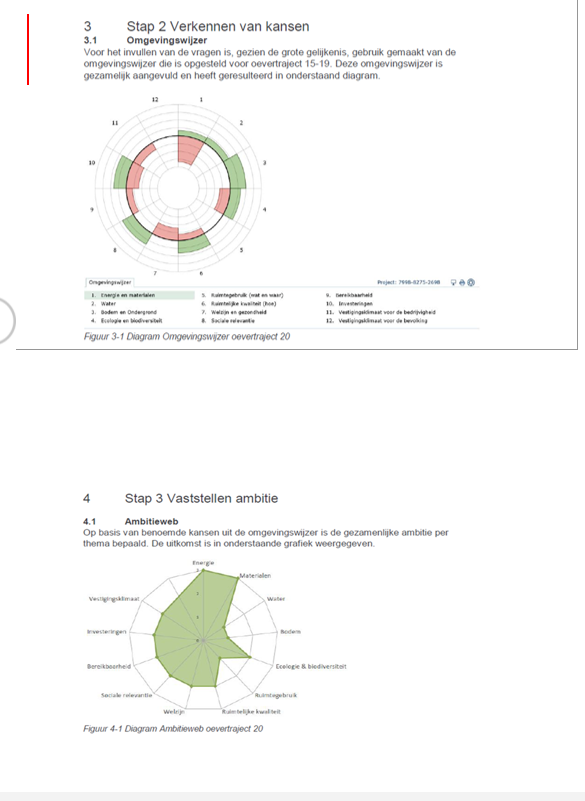 3 Stap 2 Verkennen van kansen
3.1 Omgevingswijzer
Voor het invullen van de vragen is, gezien de grote gelijkenis, gebruik gemaakt van de
omgevingswijzer die is opgesteld voor oevertraject 15-19. Deze omgevingswijzer is
gezamelijk aangevuld en heeft geresulteerd in onderstaand diagram.
12 1
11 2
10 3
9 4
8 5
7 6
Omgevingswijzer Project: 7998-8275-2698
1. Energie en materialen 5. Ruimtegebruik (wat en waar) 9. Bereikbaarheid
2. Water 6. Ruimtelijke kwaliteit (hoe) 10. Investeringen
3. Bodem en Ondergrond 7. Welzijn en gezondheid 11. Vestigingsklimaat voor de bedrijvigheid
4. Ecologie en biodiversiteit 8. Sociale relevantie 12. Vestigingsklimaat voor de bevolking
Figuur 3-1 Diagram Omgevingswijzer oevertraject 20
4 Stap 3 Vaststellen ambitie
4.1 Ambitieweb
Op basis van benoemde kansen uit de omgevingswijzer is de gezamenlijke ambitie per
thema bepaald. De uitkomst is in onderstaande grafiek weergegeven.
Energie
Materialen
Vestigingsklimaat Water
Investeringen Bodem
Bereikbaarheid Ecologie & biodiversiteit
Sociale relevantie Ruimtegebruik
Welzijn Ruimtelijke kwaliteit
Figuur 4-1 Diagram Ambitieweb oevertraject 20